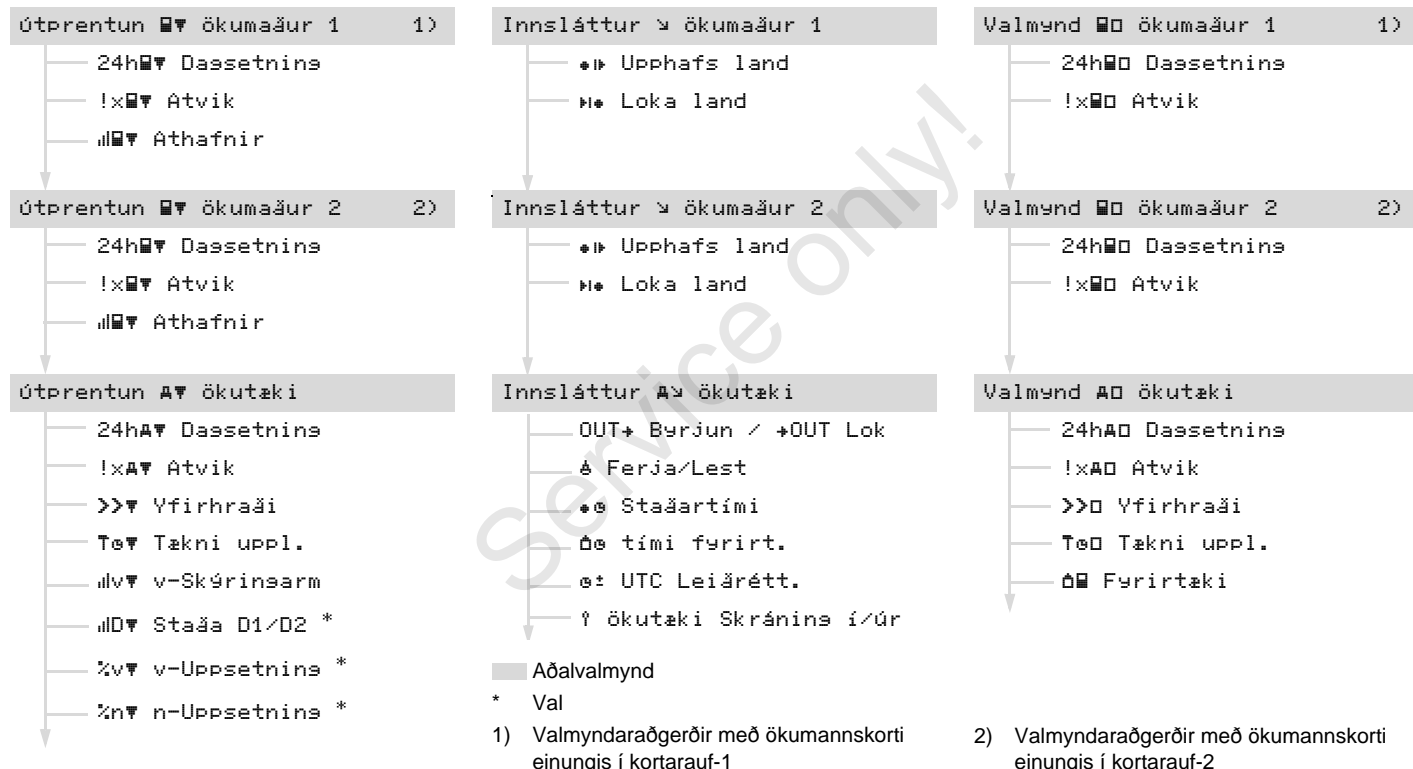 útprentun ökumaður 1 1)
24h Dagsetning
!x Atvik
Athafnir
útprentun ökumaður 2 2)
24h Dagsetning
!x Atvik
Athafnir
útprentun ökutæki
24h Dagsetning
!x Atvik
>> Yfirhraði
Tækni uppl.
v v-Skýringarm
D Staða D1/D2 *
%v v-Uppsetning *
%n n-Uppsetning *
Innsláttur ökumaður 1
Upphafs land
Loka land
Innsláttur ökumaður 2
Upphafs land
Loka land
Innsláttur ökutæki
OUT Byrjun / OUT Lok
Ferja/Lest
Staðartími
tími fyrirt.
UTC Leiðrétt.
ökutæki Skráning í/úr
Aðalvalmynd
* Val
1) Valmyndaraðgerðir með ökumannskorti
einungis í kortarauf-1
Valmynd ökumaður 1 1)
24h Dagsetning
!x Atvik
Valmynd ökumaður 2 2)
24h Dagsetning
!x Atvik
Valmynd ökutæki
24h Dagsetning
!x Atvik
>> Yfirhraði
Tækni uppl.
Fyrirtæki
2) Valmyndaraðgerðir með ökumannskorti
einungis í kortarauf-2
Service only!